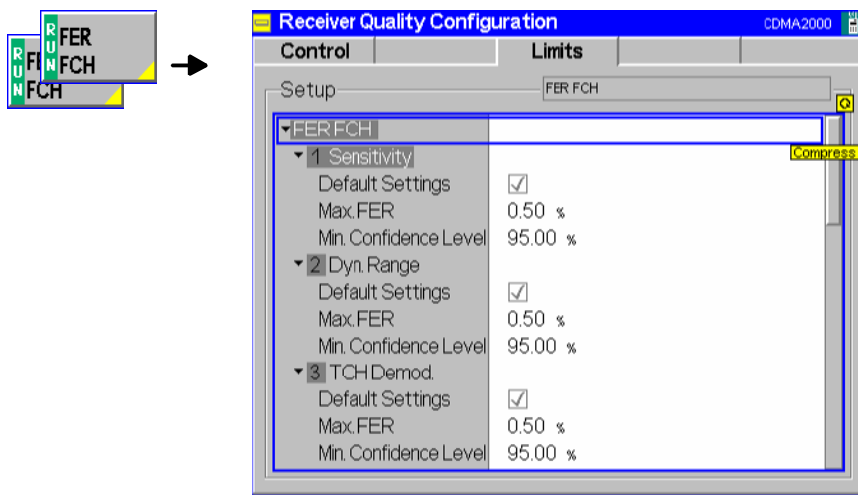 RUN FER FCH
RUN FE FCH
Receiver Quality Configuration CDMA2000
Control Limits
Setup FER FCH
FER FCH
Compress
1 Sensitivity
Default Settings
Max.FER 0.50 %
Min. Confidence Level 95.00 %
2 Dyn. Range
Default Settings
Max.FER 0.50 %
Min. Confidence Level 95.00 %
3 TCH Demod.
Default Settings
Max.FER 0.50 %
Min. Confidence Level 95.00 %